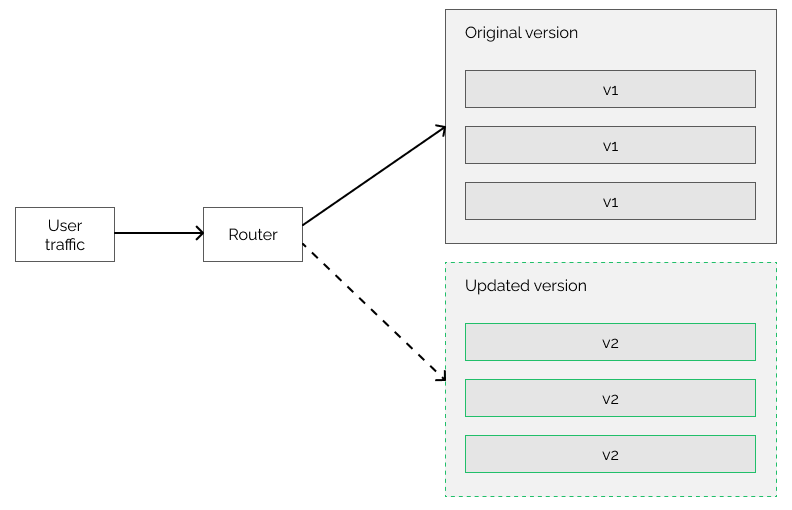 Original version
v1
v1
v1
User
traffic
Router
Updated version
v2
v2
v2